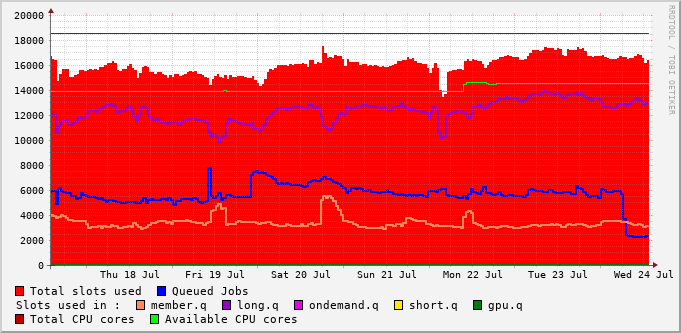 20000
18000
16000
14000
12000
10000
8000
6000
4000
2000
0
Thu 18 Jul Fri 19 Jul Sat 20 Jul Sun 21 Jul Mon 22 Jul Tue 23 Jul Wed 24 Jul
RRDTOOL / TOBI OETIKER
Total slots used Queued Jobs
Slots used in : member.q long.q ondemand.q short.q gpu.q
Total CPU cores Available CPU cores